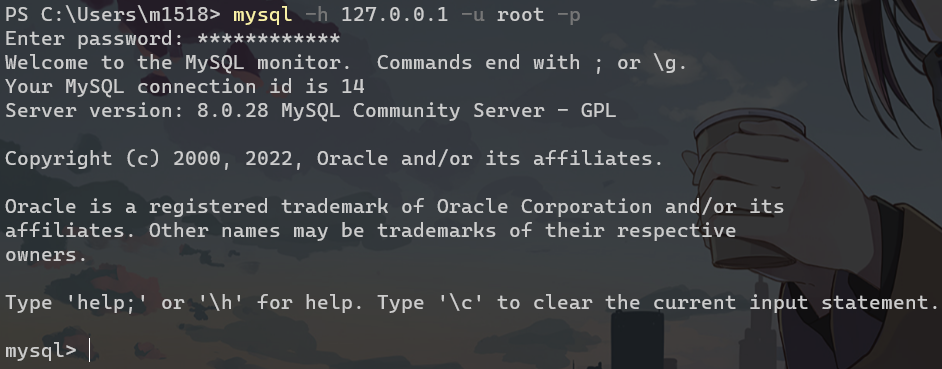 PS C:\Users\m1518> mysql -h 127.0.0.1 -u root -p
Enter password: ************
Welcome to the MySQL monitor.  Commands end with ; or \g.
Your MySQL connection id is 14
Server version: 8.0.28 MySQL Community Server - GPL

Copyright (c) 2000, 2022, Oracle and/or its affiliates.

Oracle is a registered trademark of Oracle Corporation and/or its
affiliates. Other names may be trademarks of their respective
owners.

Type 'help;' or '\h' for help. Type '\c' to clear the current input statement.

mysql>